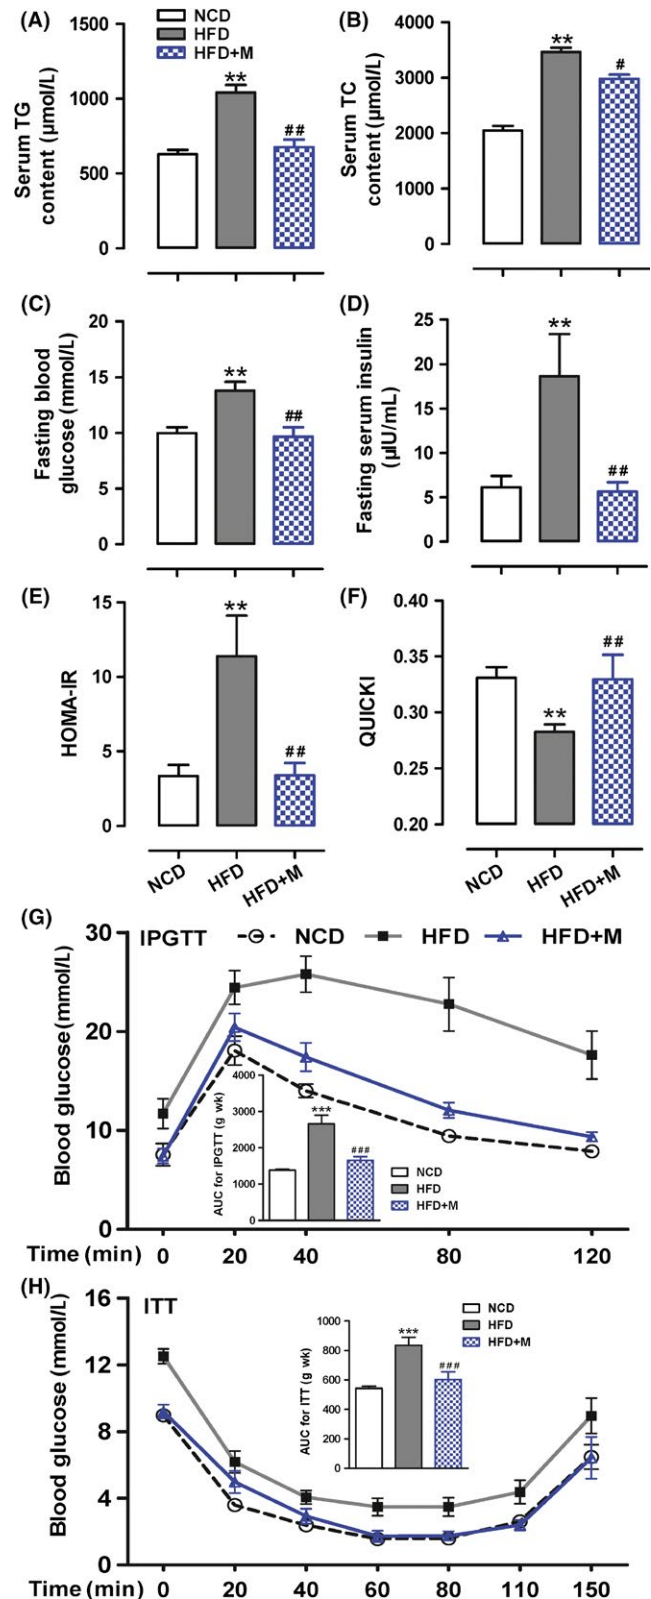 (A)
1500
1000
500
0
Serum TG
content (μmol/L)
NCD
HFD
HFD+M
**
##
(B)
4000
3000
2000
1000
0
Serum TC
content (μmol/L)
**
#
(C)
20
15
10
5
0
Fasting blood
glucose (mmol/L)
**
##
(D)
25
20
15
10
5
0
Fasting serum insulin
(μIU/mL)
**
##
(E)
15
10
5
0
HOMA-IR
**
##
NCD
HFD
HFD+M
(F)
0.40
0.35
0.30
0.25
0.20
QUICKI
**
##
NCD
HFD
HFD+M
(G)
IPGTT
NCD
HFD
HFD+M
30
20
10
0
Blood glucose(mmol/L)
4000
3000
2000
1000
0
AUC for IPGTT (g wk)
***
###
NCD
HFD
HFD+M
Time (min) 0 20 40 80 120
(H)
ITT
16
12
8
4
0
Blood glucose (mmol/L)
1000
800
600
400
200
0
AUC for ITT (g wk)
***
###
NCD
HFD
HFD+M
Time (min) 0 20 40 60 80 110 150